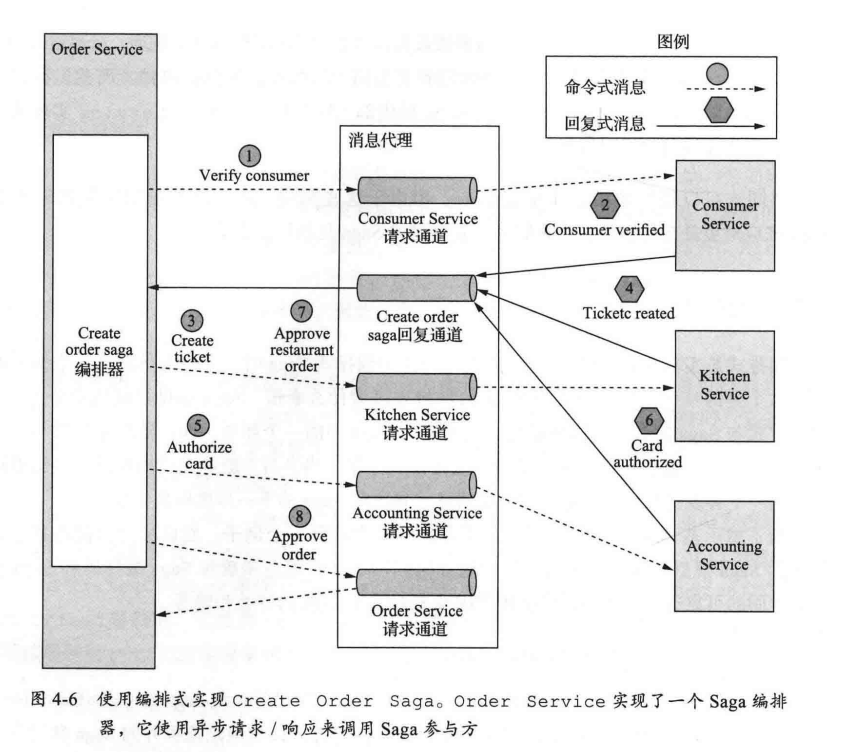 Order Service
图例
命令式消息
回复式消息
消息代理
1
Verify consumer
Consumer Service
请求通道
2
Consumer verified
Consumer
Service
Create order
saga回复通道
4
Ticketc reated
3
Create
ticket
7
Approve
restaurant
order
Create
order saga
编排器
Kitchen Service
请求通道
Kitchen
Service
5
Authorize
card
6
Card
authorized
Accounting Service
请求通道
8
Approve
order
Accounting
Service
Order Service
请求通道
图 4-6 使用编排式实现 Create Order Saga。Order Service 实现了一个 Saga 编排
器，它使用异步请求 / 响应来调用 Saga 参与方